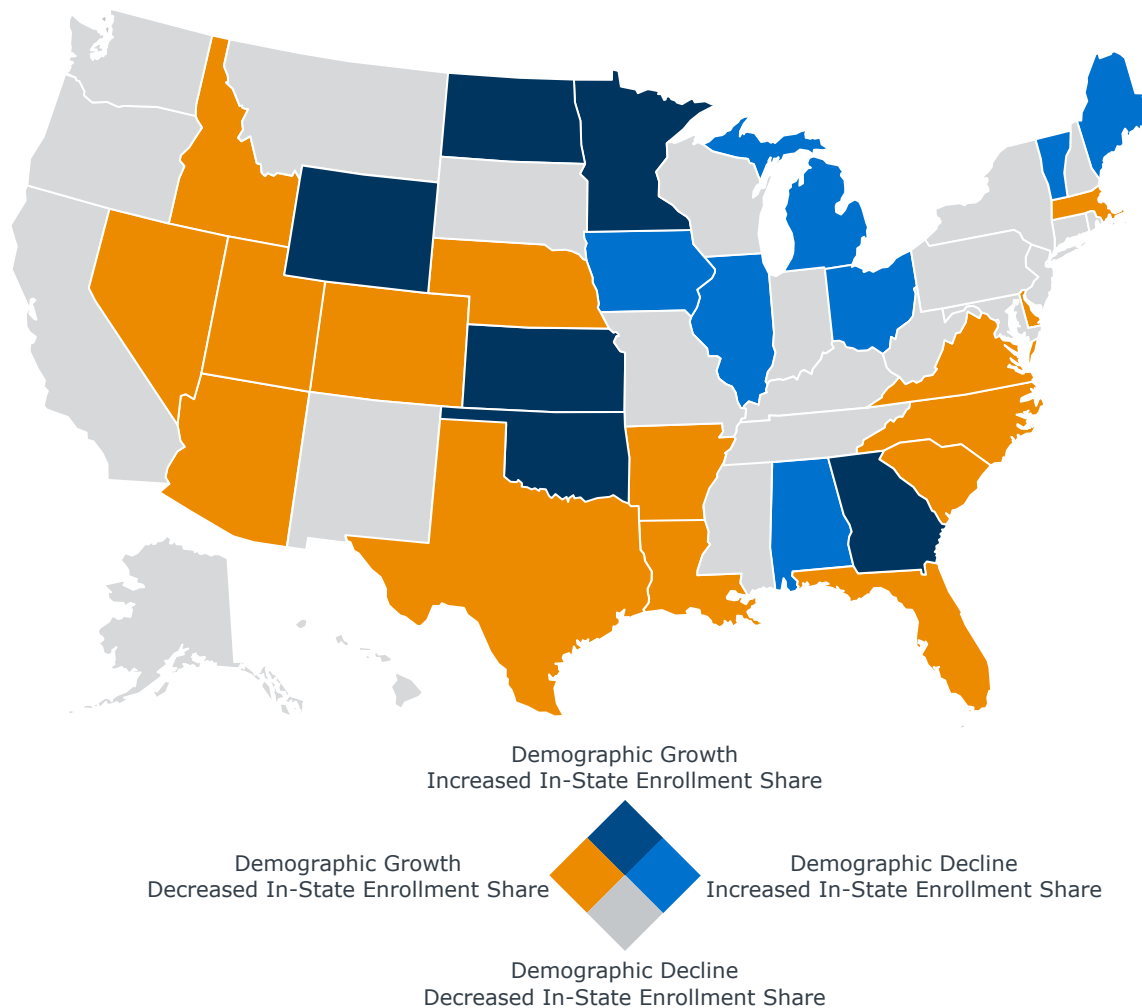 Demographic Growth
Increased In-State Enrollment Share
Demographic Growth
Decreased In-State Enrollment Share
Demographic Decline
Increased In-State Enrollment Share
Demographic Decline
Decreased In-State Enrollment Share